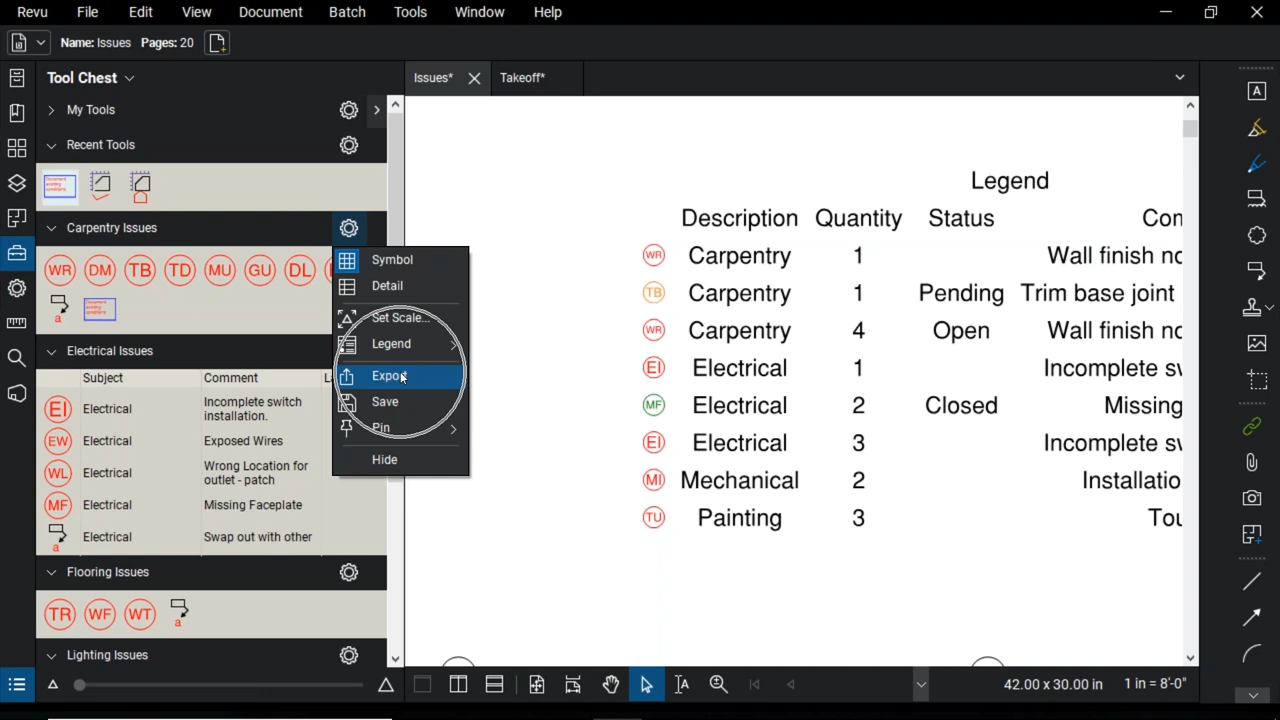 Revu File Edit View Document Batch Tools Window Help
Name: Issues Pages: 20
Tool Chest
Issues* Takeoff*
My Tools
Recent Tools
Carpentry Issues
WR DM TB TD MU GU DL
a
Symbol
Detail
Set Scale...
Legend
Export
Save
Pin
Hide
Electrical Issues
Subject Comment L
EI Electrical Incomplete switch
installation.
EW Electrical Exposed Wires
WL Electrical Wrong Location for
outlet - patch
MF Electrical Missing Faceplate
a Electrical Swap out with other
Flooring Issues
TR WF WT a
Lighting Issues
Legend
Description Quantity Status Con
WR Carpentry 1 Wall finish no
TB Carpentry 1 Pending Trim base joint
WR Carpentry 4 Open Wall finish no
EI Electrical 1 Incomplete sw
MF Electrical 2 Closed Missing
EI Electrical 3 Incomplete sw
MI Mechanical 2 Installatio
TU Painting 3 Tou
42.00 x 30.00 in 1 in = 8'-0"